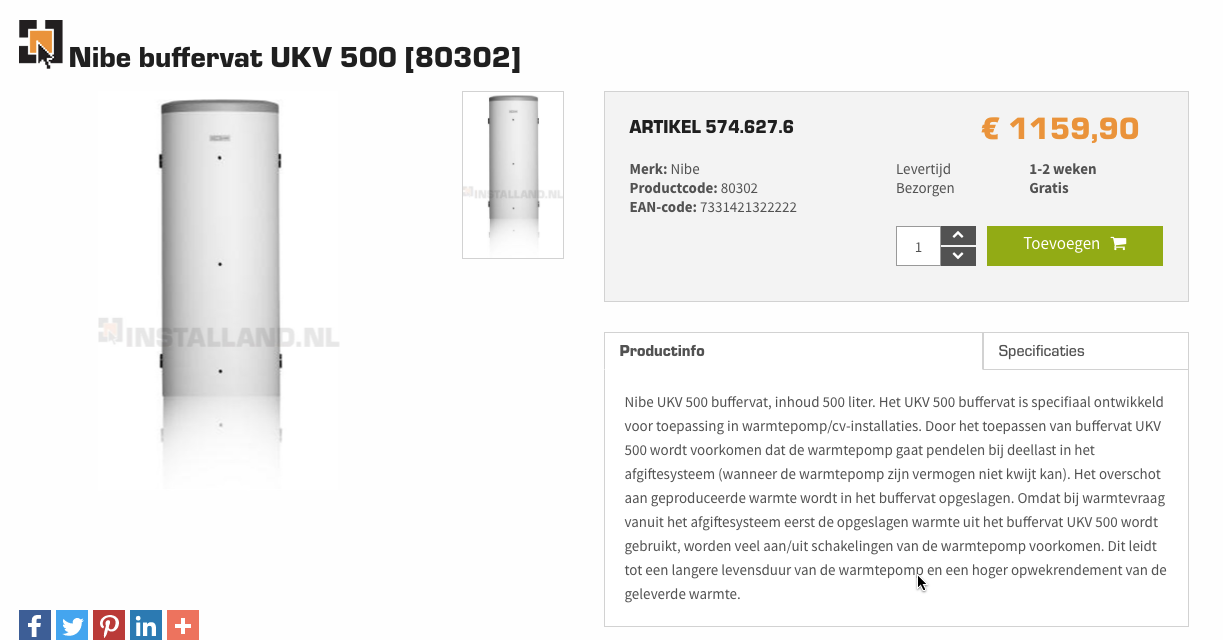 Nibe buffervat UKV 500 [80302]
INSTALLAND.NL
INSTALLAND.NL
ARTIKEL 574.627.6
€ 1159,90
Merk: Nibe
Productcode: 80302
EAN-code: 7331421322222
Levertijd 1-2 weken
Bezorgen Gratis
1
Toevoegen
Productinfo
Specificaties
Nibe UKV 500 buffervat, inhoud 500 liter. Het UKV 500 buffervat is specifiaal ontwikkeld
voor toepassing in warmtepomp/cv-installaties. Door het toepassen van buffervat UKV
500 wordt voorkomen dat de warmtepomp gaat pendelen bij deellast in het
afgiftesysteem (wanneer de warmtepomp zijn vermogen niet kwijt kan). Het overschot
aan geproduceerde warmte wordt in het buffervat opgeslagen. Omdat bij warmtevraag
vanuit het afgiftesysteem eerst de opgeslagen warmte uit het buffervat UKV 500 wordt
gebruikt, worden veel aan/uit schakelingen van de warmtepomp voorkomen. Dit leidt
tot een langere levensduur van de warmtepomp en een hoger opwekrendement van de
geleverde warmte.